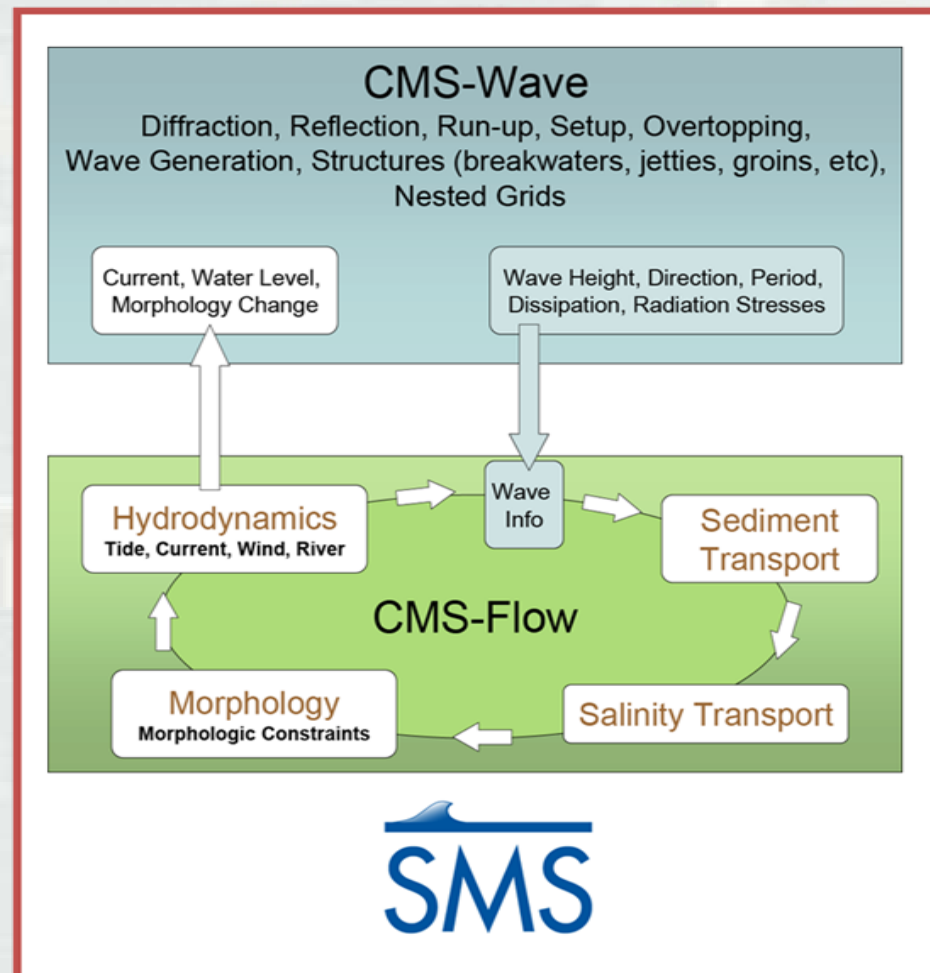 CMS-Wave
Diffraction, Reflection, Run-up, Setup, Overtopping,
Wave Generation, Structures (breakwaters, jetties, groins, etc),
Nested Grids
Current, Water Level,
Morphology Change
Wave Height, Direction, Period,
Dissipation, Radiation Stresses
Wave
Info
Hydrodynamics
Tide, Current, Wind, River
Sediment
Transport
CMS-Flow
Morphology
Morphologic Constraints
Salinity Transport
SMS